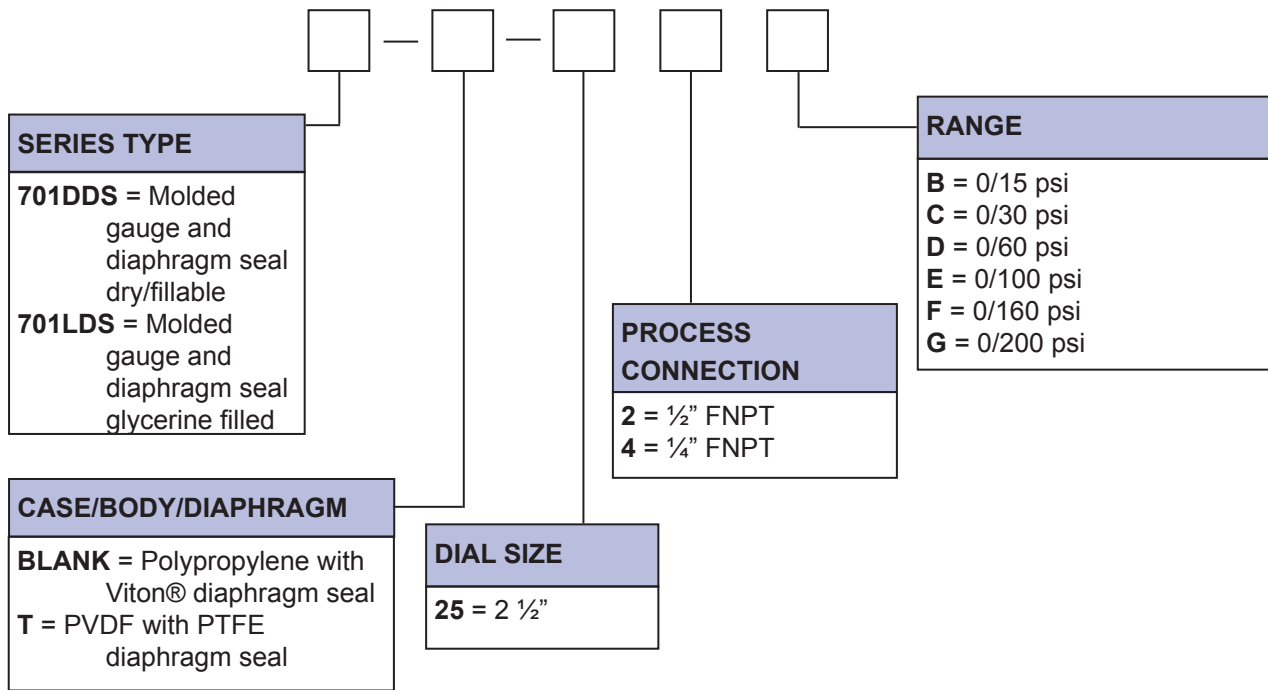 SERIES TYPE
701DDS = Molded
gauge and
diaphragm seal
dry/fillable
701LDS = Molded
gauge and
diaphragm seal
glycerine filled
CASE/BODY/DIAPHRAGM
BLANK = Polypropylene with
Viton® diaphragm seal
T = PVDF with PTFE
diaphragm seal
DIAL SIZE
25 = 2 ½”
PROCESS
CONNECTION
2 = ½” FNPT
4 = ¼” FNPT
RANGE
B = 0/15 psi
C = 0/30 psi
D = 0/60 psi
E = 0/100 psi
F = 0/160 psi
G = 0/200 psi